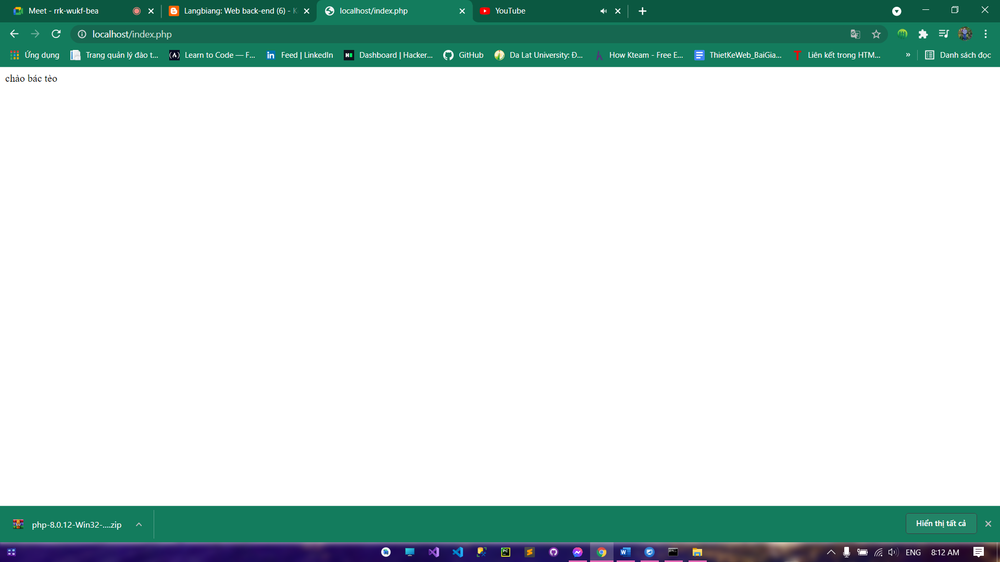 Meet - rrk-wukf-bea
Langbiang: Web back-end (6) - K
localhost/index.php
YouTube
localhost/index.php
Ứng dụng
Trang quản lý đào t...
Learn to Code — F...
Feed | LinkedIn
Dashboard | Hacker...
GitHub
Da Lat University: Đ...
How Kteam - Free E...
ThietKeWeb_BaiGia...
Liên kết trong HTM...
»
Danh sách đọc
chào bác tèo
php-8.0.12-Win32-....zip
Hiển thị tất cả
ENG
8:12 AM